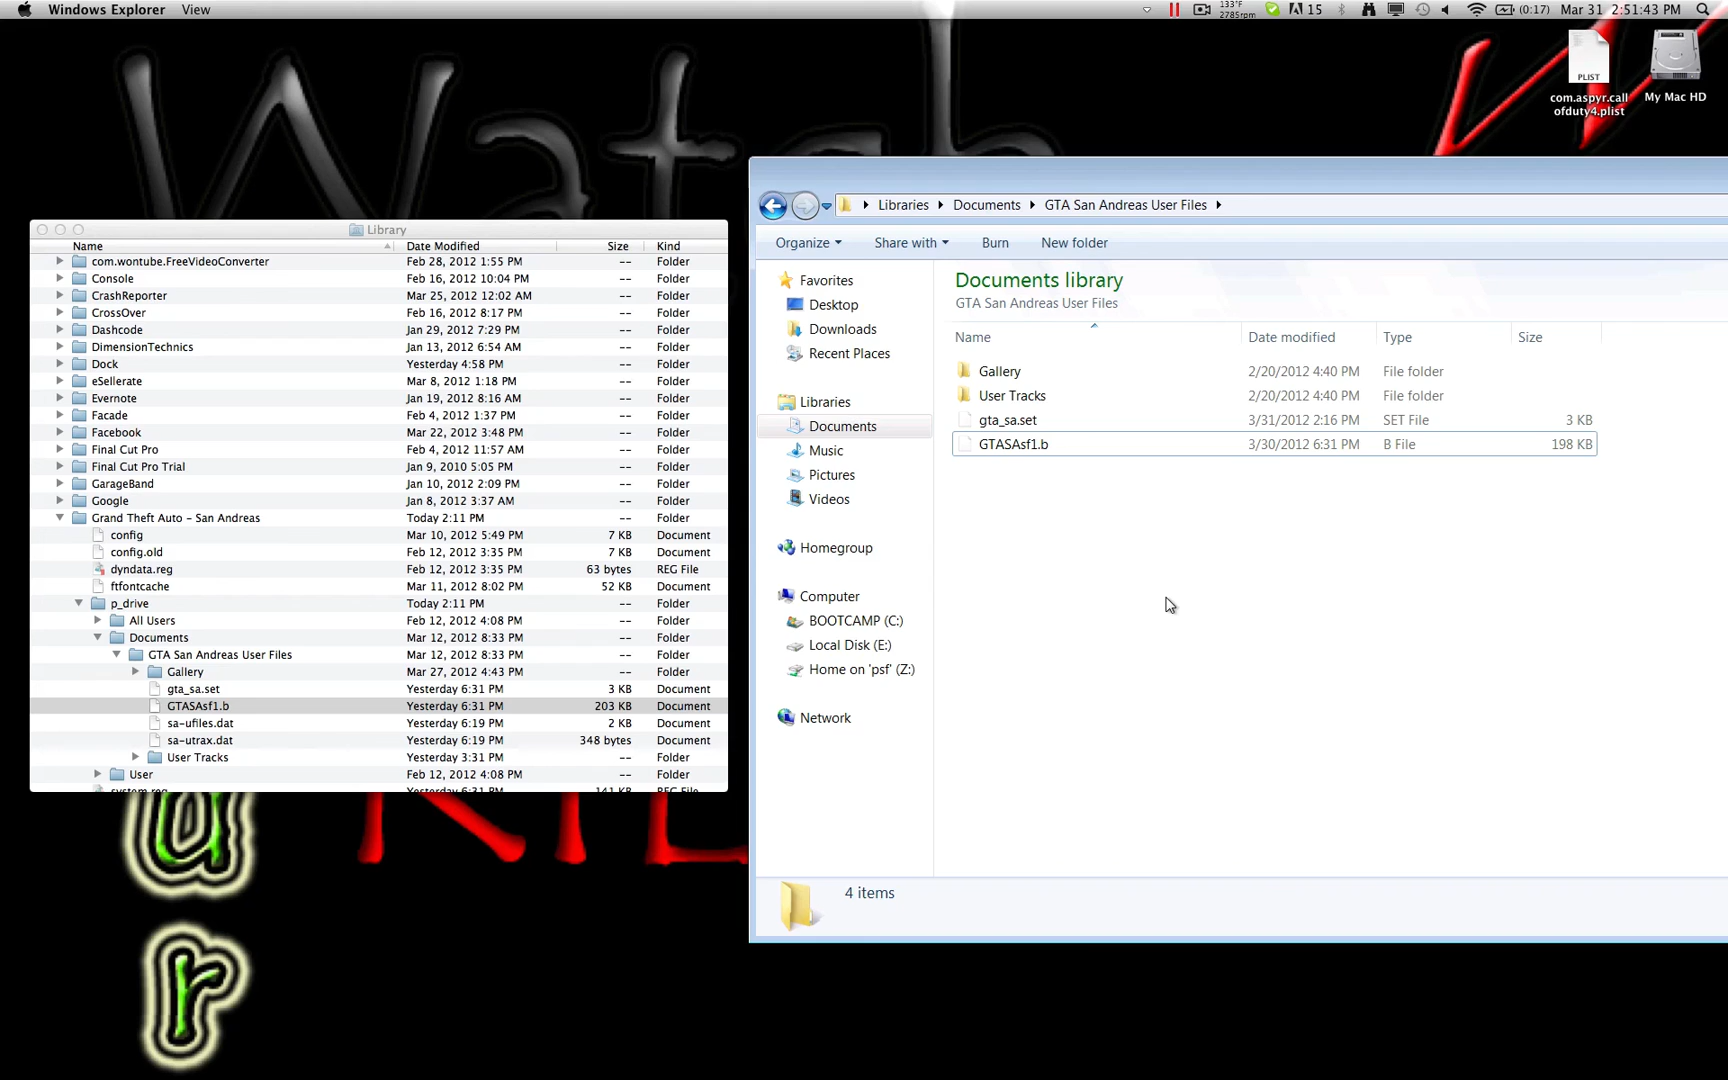 Windows Explorer View
133°F
2785rpm
15
(0:17) Mar 31 2:51:43 PM
Watch
PLIST
com.aspyr.call
ofduty4.plist
My Mac HD
Library
Name Date Modified Size Kind
com.wontube.FreeVideoConverter Feb 28, 2012 1:55 PM -- Folder
Console Feb 16, 2012 10:04 PM -- Folder
CrashReporter Mar 25, 2012 12:02 AM -- Folder
CrossOver Feb 16, 2012 8:17 PM -- Folder
Dashcode Jan 29, 2012 7:29 PM -- Folder
DimensionTechnics Jan 13, 2012 6:54 AM -- Folder
Dock Yesterday 4:58 PM -- Folder
eSellerate Mar 8, 2012 1:18 PM -- Folder
Evernote Jan 19, 2012 8:16 AM -- Folder
Facade Feb 4, 2012 1:37 PM -- Folder
Facebook Mar 22, 2012 3:48 PM -- Folder
Final Cut Pro Feb 4, 2012 11:57 AM -- Folder
Final Cut Pro Trial Jan 9, 2010 5:05 PM -- Folder
GarageBand Jan 10, 2012 2:09 PM -- Folder
Google Jan 8, 2012 3:37 AM -- Folder
Grand Theft Auto – San Andreas Today 2:11 PM -- Folder
config Mar 10, 2012 5:49 PM 7 KB Document
config.old Feb 12, 2012 3:35 PM 7 KB Document
dyndata.reg Feb 12, 2012 3:35 PM 63 bytes REG File
ftfontcache Mar 11, 2012 8:02 PM 52 KB Document
p_drive Today 2:11 PM -- Folder
All Users Feb 12, 2012 4:08 PM -- Folder
Documents Mar 12, 2012 8:33 PM -- Folder
GTA San Andreas User Files Mar 12, 2012 8:33 PM -- Folder
Gallery Mar 27, 2012 4:43 PM -- Folder
gta_sa.set Yesterday 6:31 PM 3 KB Document
GTASAsf1.b Yesterday 6:31 PM 203 KB Document
sa-ufiles.dat Yesterday 6:19 PM 2 KB Document
sa-utrax.dat Yesterday 6:19 PM 348 bytes Document
User Tracks Yesterday 3:31 PM -- Folder
User Feb 12, 2012 4:08 PM -- Folder
system.reg Yesterday 6:31 PM 141 KB REG File
Libraries Documents GTA San Andreas User Files
Organize Share with Burn New folder
Favorites
Desktop
Downloads
Recent Places
Libraries
Documents
Music
Pictures
Videos
Homegroup
Computer
BOOTCAMP (C:)
Local Disk (E:)
Home on 'psf' (Z:)
Network
Documents library
GTA San Andreas User Files
Name Date modified Type Size
Gallery 2/20/2012 4:40 PM File folder
User Tracks 2/20/2012 4:40 PM File folder
gta_sa.set 3/31/2012 2:16 PM SET File 3 KB
GTASAsf1.b 3/30/2012 6:31 PM B File 198 KB
4 items
u
r